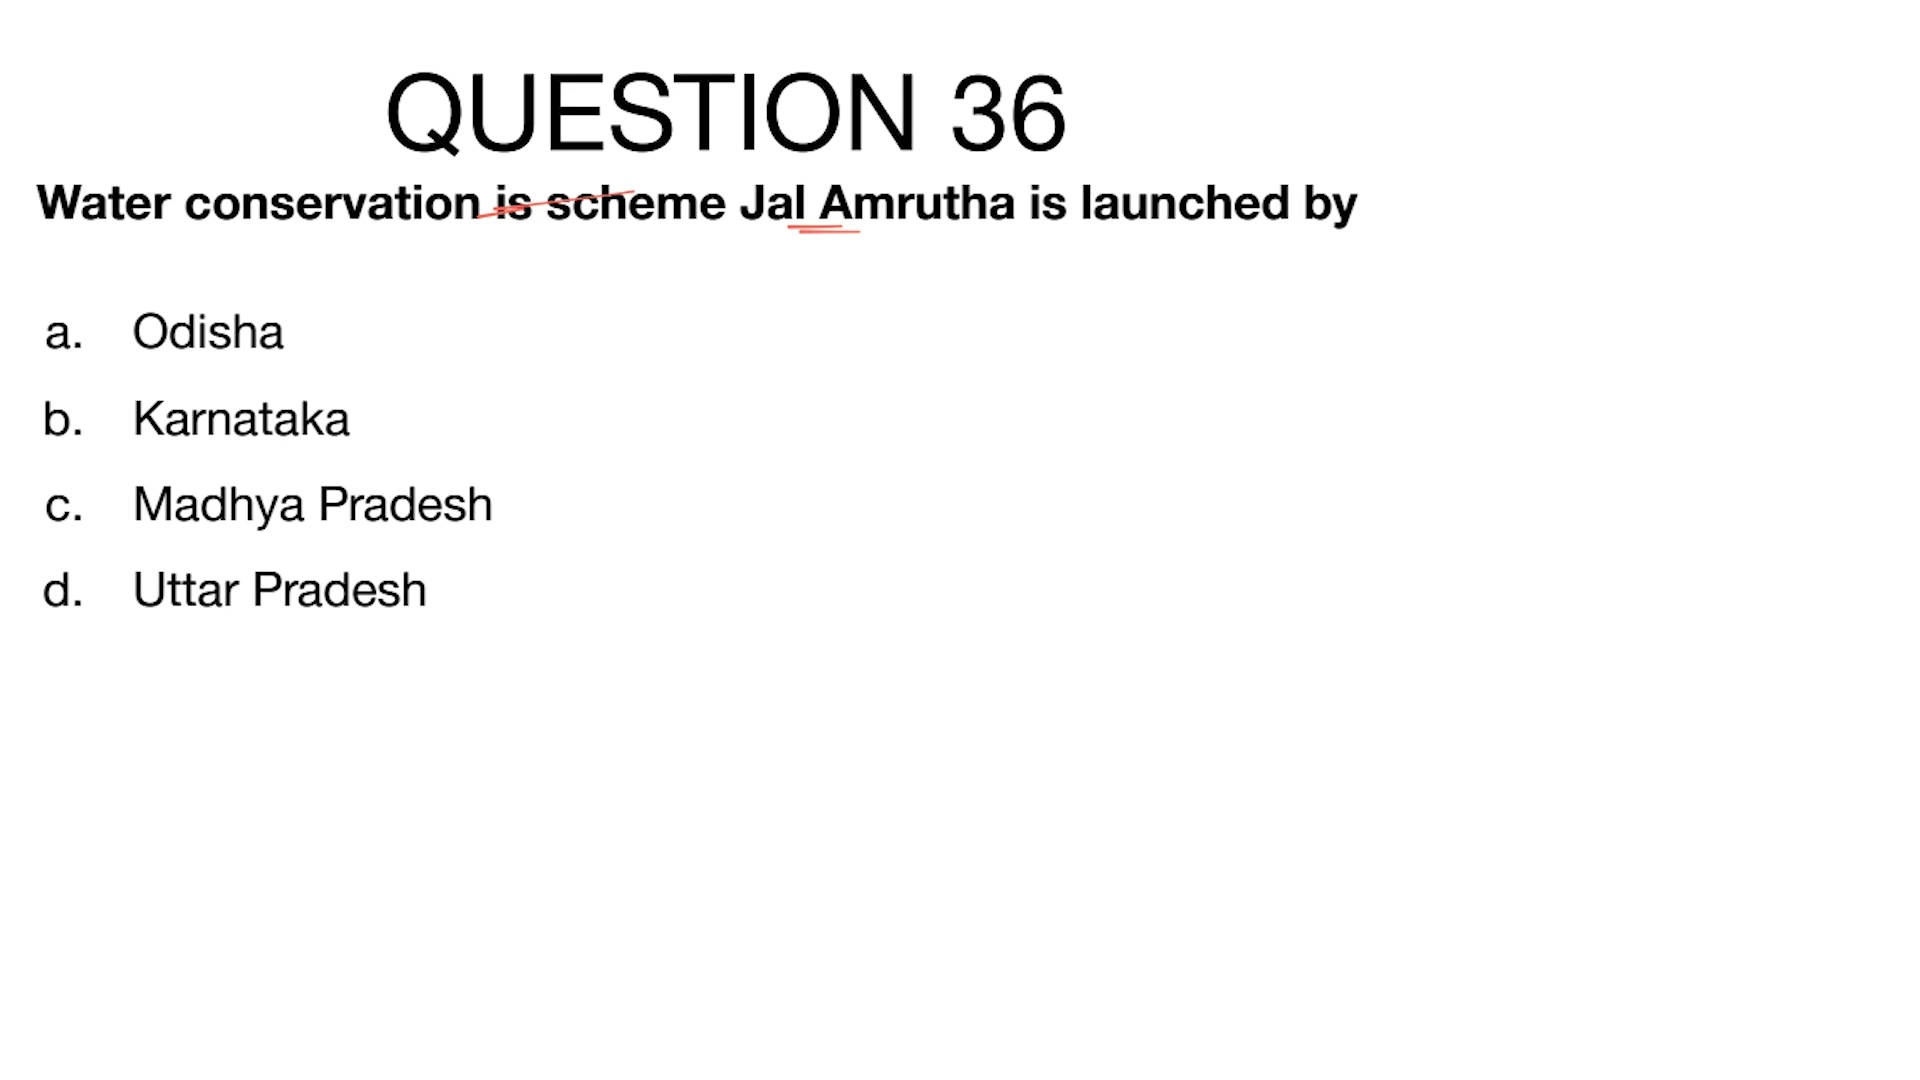 QUESTION 36
Water conservation is scheme Jal Amrutha is launched by
a. Odisha
b. Karnataka
c. Madhya Pradesh
d. Uttar Pradesh